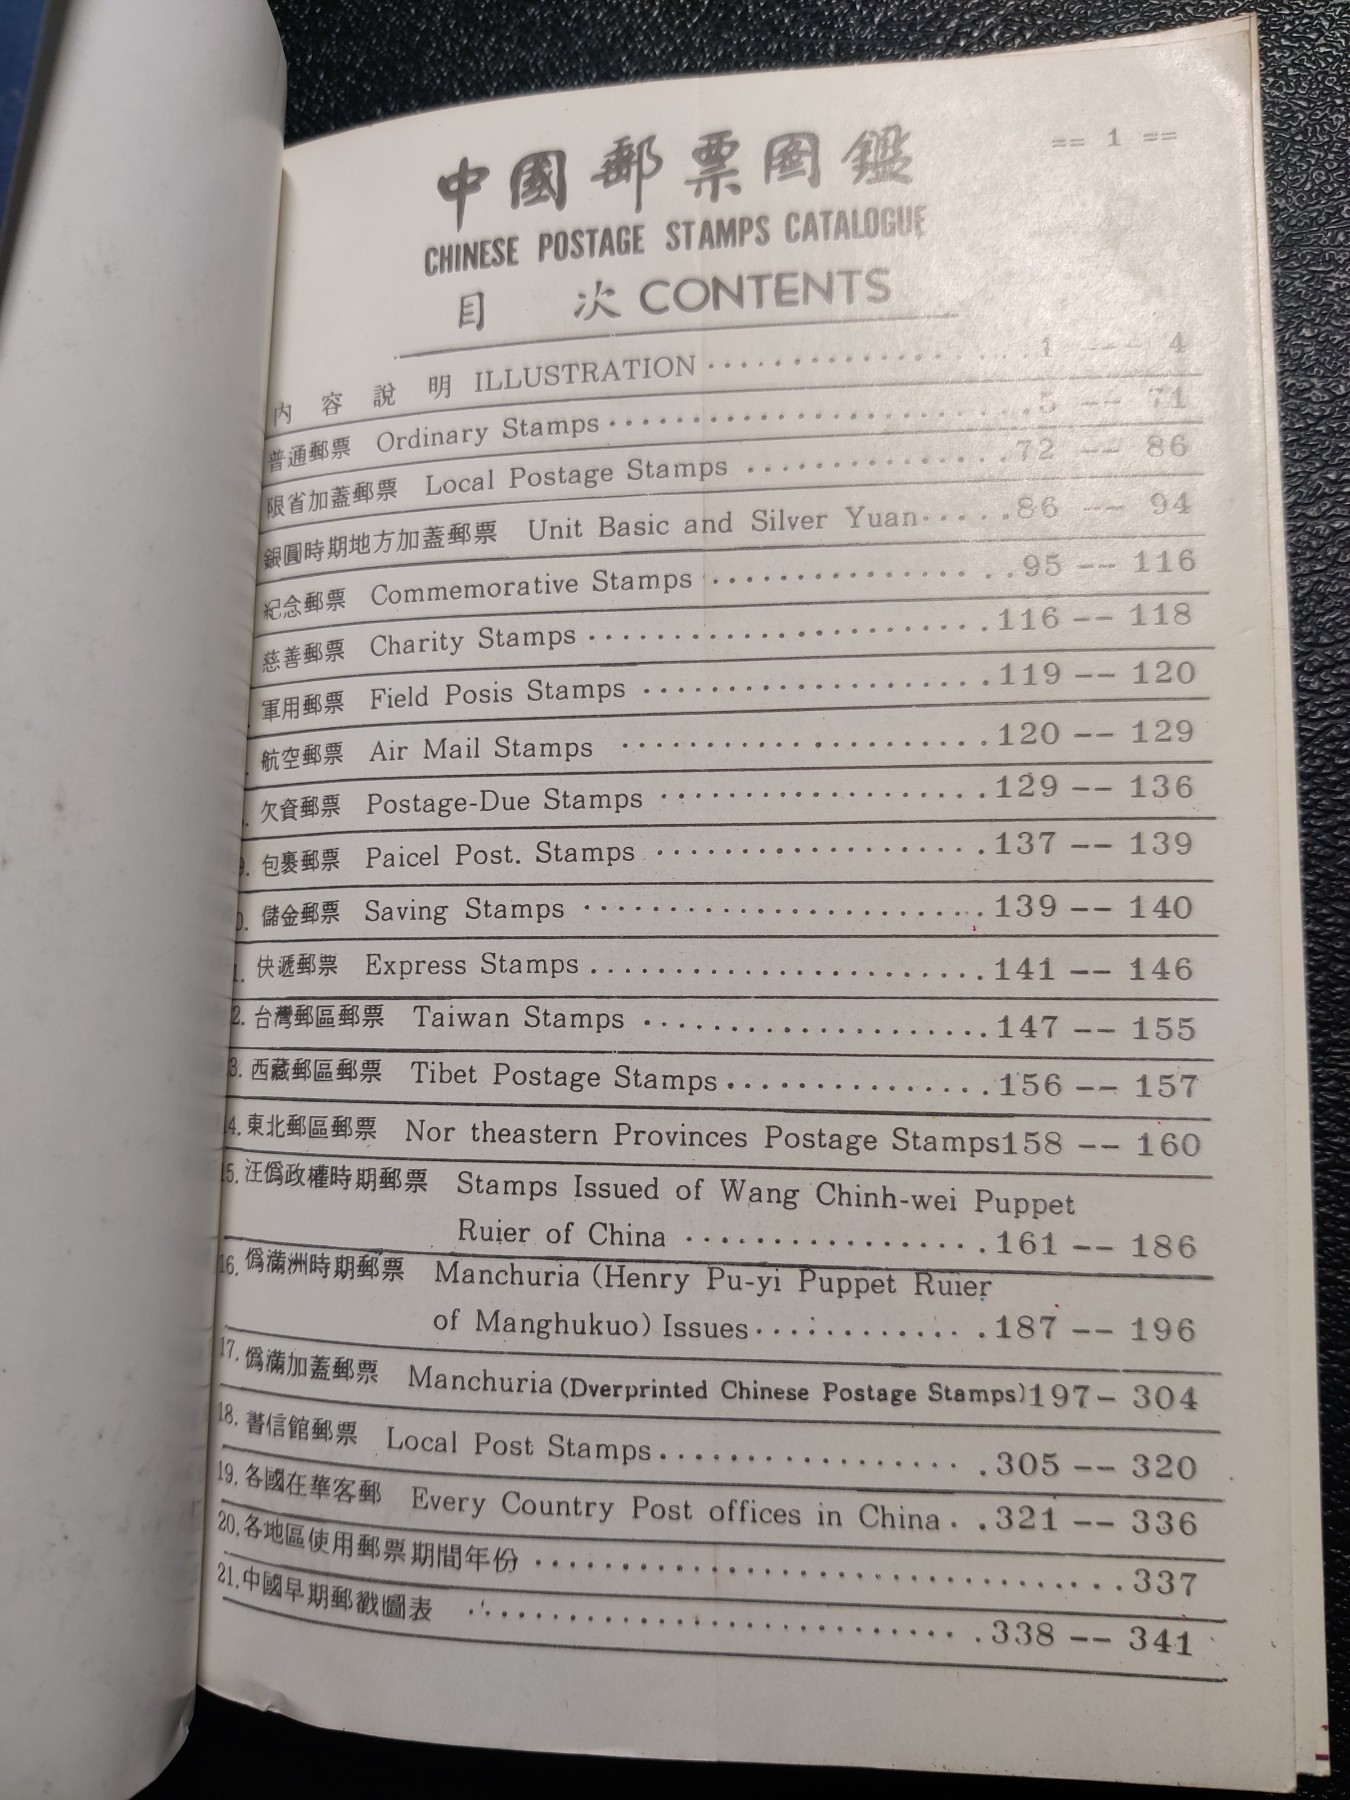 == 1 ==
中國郵票图鑑
CHINESE POSTAGE STAMPS CATALOGUE
目 次 CONTENTS
内容說明 ILLUSTRATION ........ 1 -- 4
普通郵票 Ordinary Stamps ........ 5 -- 71
限省加蓋郵票 Local Postage Stamps ........ 72 -- 86
銀圓時期地方加蓋郵票 Unit Basic and Silver Yuan ..... 86 -- 94
紀念郵票 Commemorative Stamps ........ 95 -- 116
慈善郵票 Charity Stamps ........ 116 -- 118
軍用郵票 Field Posis Stamps ........ 119 -- 120
. 航空郵票 Air Mail Stamps ........ 120 -- 129
. 欠資郵票 Postage-Due Stamps ........ 129 -- 136
9. 包裹郵票 Paicel Post. Stamps ........ 137 -- 139
0. 儲金郵票 Saving Stamps ........ 139 -- 140
1. 快遞郵票 Express Stamps ........ 141 -- 146
2. 台灣郵區郵票 Taiwan Stamps ........ 147 -- 155
3. 西藏郵區郵票 Tibet Postage Stamps ........ 156 -- 157
14. 東北郵區郵票 Nor theastern Provinces Postage Stamps158 -- 160
15. 汪僞政權時期郵票 Stamps Issued of Wang Chinh-wei Puppet
Ruier of China ........ 161 -- 186
16. 僞滿洲時期郵票 Manchuria (Henry Pu-yi Puppet Ruier
of Manghukuo) Issues ........ 187 -- 196
17. 僞滿加蓋郵票 Manchuria (Dverprinted Chinese Postage Stamps)197- 304
18. 書信館郵票 Local Post Stamps ........ 305 -- 320
19. 各國在華客郵 Every Country Post offices in China . . 321 -- 336
20. 各地區使用郵票期間年份 ........ 337
21. 中國早期郵戳圖表 ........ 338 -- 341